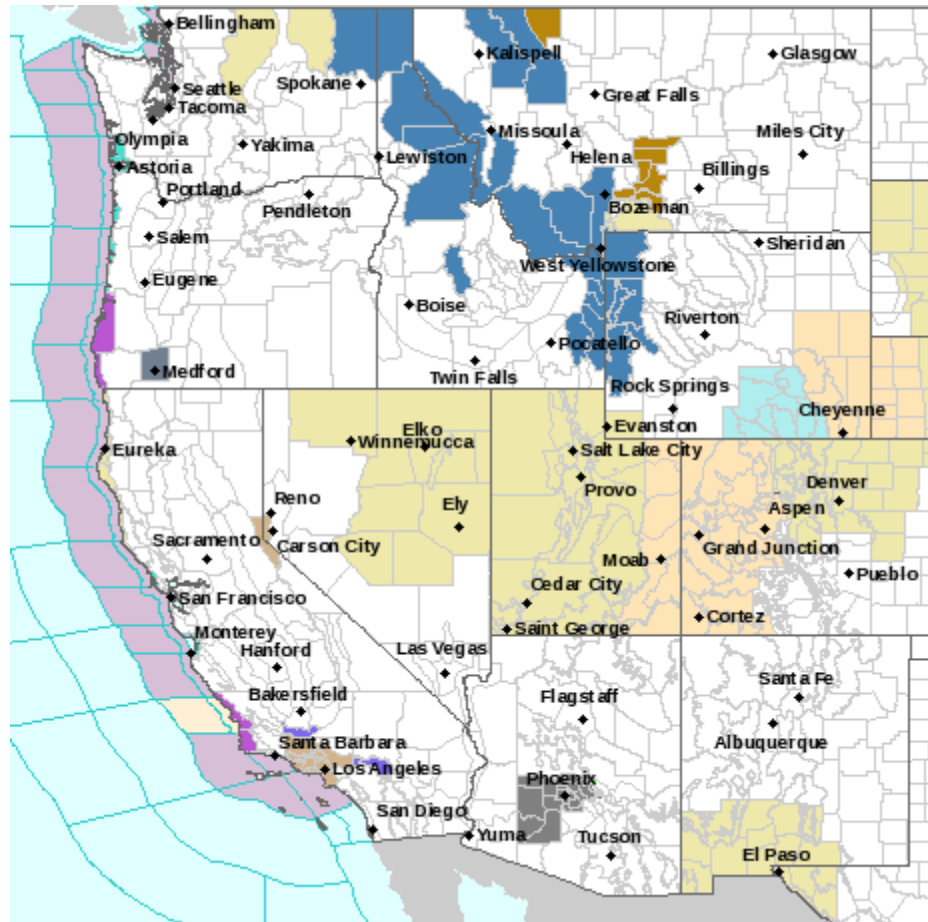 Bellingham
Kalispell
Glasgow
Spokane
Seattle
Great Falls
Tacoma
Olympia
Yakima
Missoula
Miles City
Helena
Astoria
Lewiston
Billings
Portland
Pendleton
Bozeman
Salem
Sheridan
West Yellowstone
Eugene
Boise
Riverton
Pocatello
Medford
Twin Falls
Rock Springs
Cheyenne
Evanston
Elko
Winnemucca
Eureka
Salt Lake City
Provo
Denver
Reno
Ely
Aspen
Sacramento
Carson City
Grand Junction
Moab
Pueblo
Cedar City
San Francisco
Cortez
Saint George
Monterey
Hanford
Las Vegas
Santa Fe
Bakersfield
Flagstaff
Albuquerque
Santa Barbara
Los Angeles
Phoenix
San Diego
Yuma
Tucson
El Paso